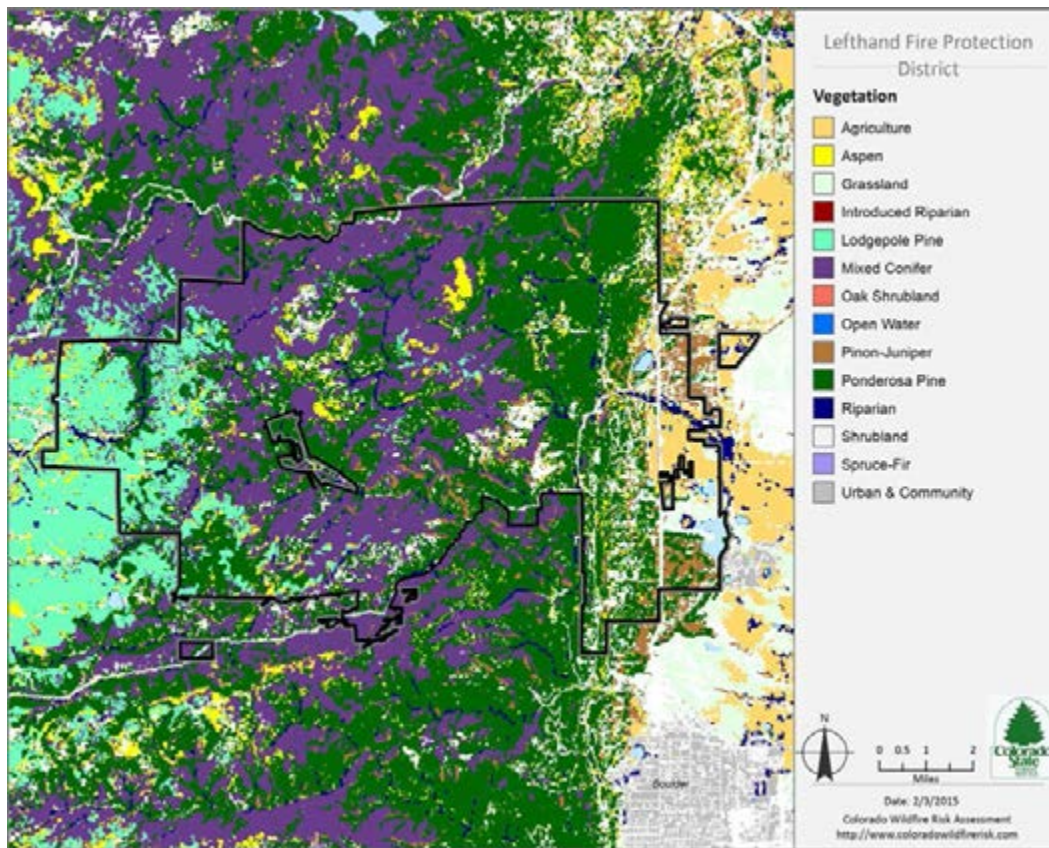 Lefthand Fire Protection
District
Vegetation
Agriculture
Aspen
Grassland
Introduced Riparian
Lodgepole Pine
Mixed Conifer
Oak Shrubland
Open Water
Pinon-Juniper
Ponderosa Pine
Riparian
Shrubland
Spruce-Fir
Urban & Community
Boulder
N
0 0.5 1 2
Miles
Colorado
State
Date: 2/3/2015
Colorado Wildfire Risk Assessment
http://www.coloradowildfirerisk.com